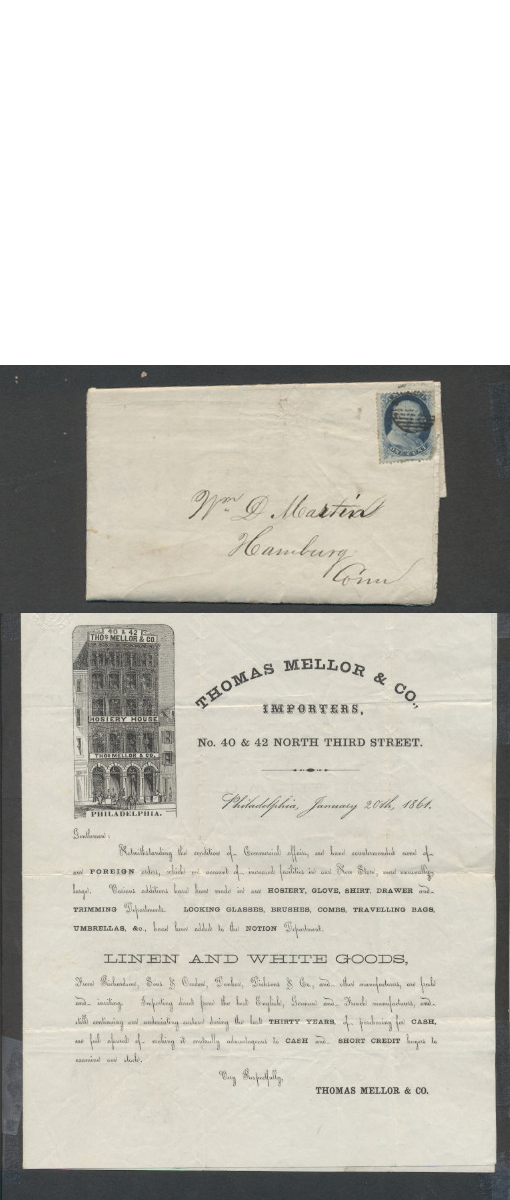 ONE CENT
Wm D. Martin
Hamburg
Conn
40 & 42
THOS MELLOR & CO.
HOSIERY HOUSE
THOS MELLOR & CO.
PHILADELPHIA.
THOMAS MELLOR & CO.,
IMPORTERS,
No. 40 & 42 NORTH THIRD STREET.
Philadelphia, January 20th, 1861.
Gentlemen:
Notwithstanding the condition of Commercial affairs, we have countermanded none of
our FOREIGN orders, which on account of increased facilities in our New Store, were exceedingly
large. Various additions have been made in our HOSIERY, GLOVE, SHIRT, DRAWER and
TRIMMING Departments. LOOKING GLASSES, BRUSHES, COMBS, TRAVELLING BAGS,
UMBRELLAS, &c., have been added to the NOTION Department.
LINEN AND WHITE GOODS,
From Richardson, Sons & Owden, Dunbar, Dicksons & Co., and other manufacturers, are fresh
and inviting. Importing direct from the best English, German and French manufacturers, and
still continuing our undeviating custom during the last THIRTY YEARS, of purchasing for CASH,
we feel assured of making it mutually advantageous to CASH and SHORT CREDIT buyers to
examine our stock.
Very Respectfully,
THOMAS MELLOR & CO.